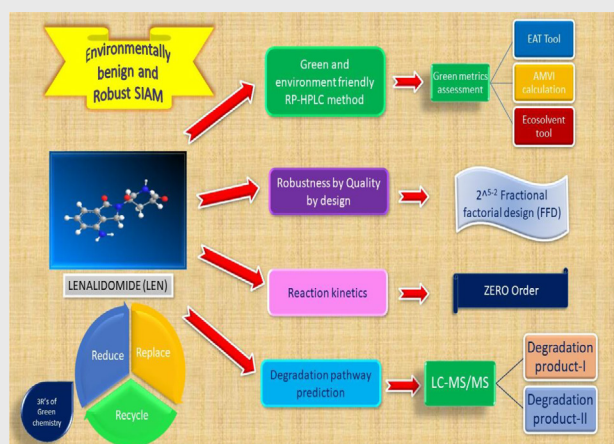 Environmentally
benign and
Robust SIAM
Green and
environment friendly
RP-HPLC method
Green metrics
assessment
EAT Tool
AMVI
calculation
Ecosolvent
tool
Robustness by Quality
by design
2^5-2 Fractional
factorial design (FFD)
LENALIDOMIDE (LEN)
Reaction kinetics
ZERO Order
Reduce
Replace
Recycle
3R's of
Green
chemistry
Degradation pathway
prediction
LC-MS/MS
Degradation
product-I
Degradation
product-II